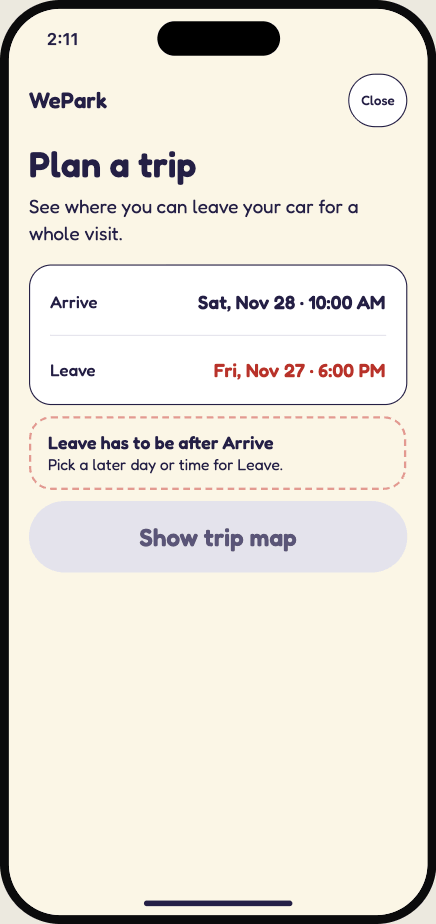 2:11
WePark
Close
Plan a trip
See where you can leave your car for a
whole visit.
Arrive
Sat, Nov 28 · 10:00 AM
Leave
Fri, Nov 27 · 6:00 PM
Leave has to be after Arrive
Pick a later day or time for Leave.
Show trip map